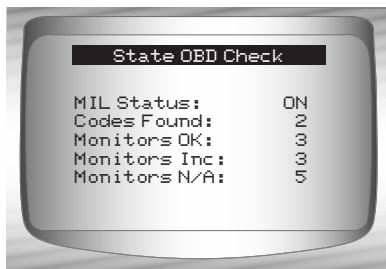 State OBD Check
MIL Status: ON
Codes Found: 2
Monitors OK: 3
Monitors Inc: 3
Monitors N/A: 5